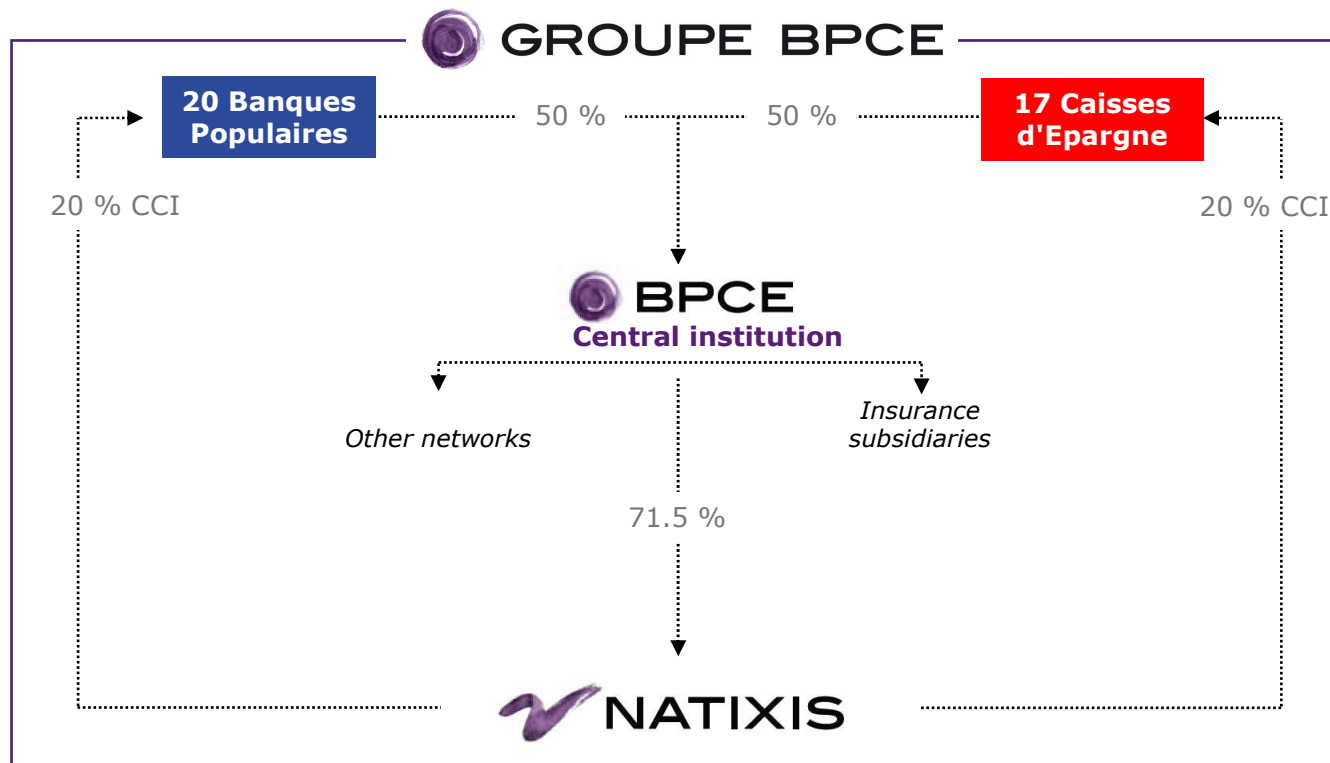 GROUPE BPCE
20 Banques
Populaires
50 %
50 %
17 Caisses
d'Epargne
20 % CCI
20 % CCI
BPCE
Central institution
Other networks
Insurance
subsidiaries
71.5 %
NATIXIS